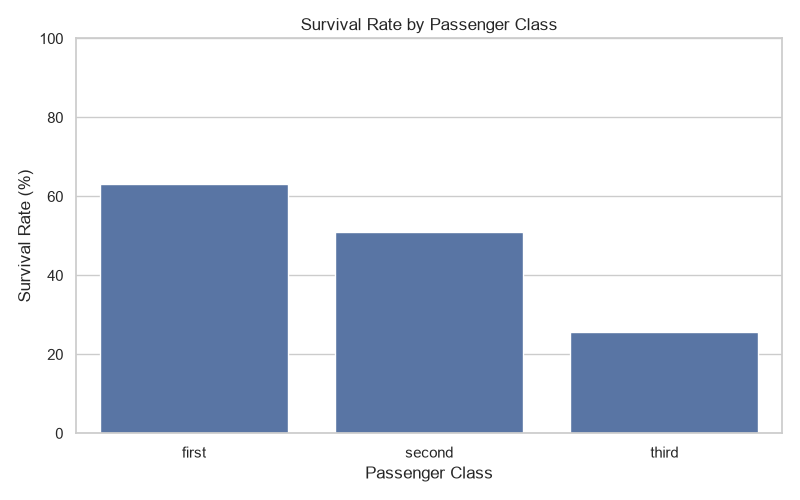 Survival Rate by Passenger Class
100
80
60
40
20
0
Survival Rate (%)
first second third
Passenger Class